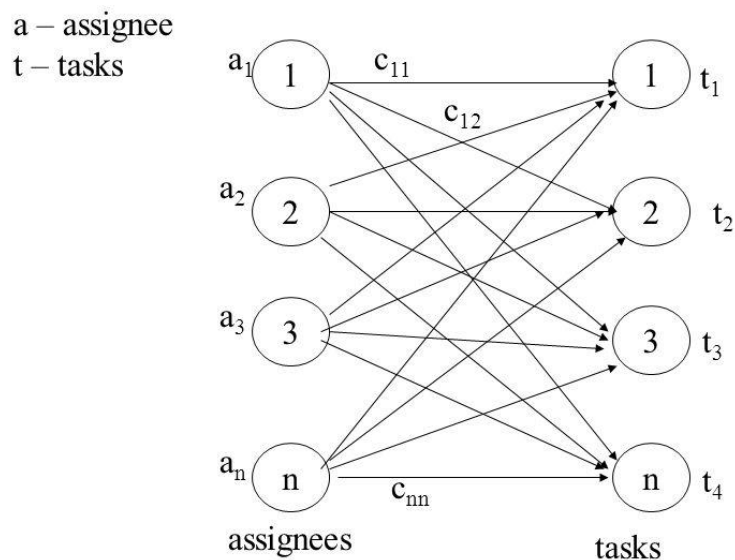 a – assignee
t – tasks
a₁ 1 c₁₁ 1 t₁
c₁₂
a₂ 2 2 t₂
a₃ 3 3 t₃
aₙ n cₙₙ n t₄
assignees tasks